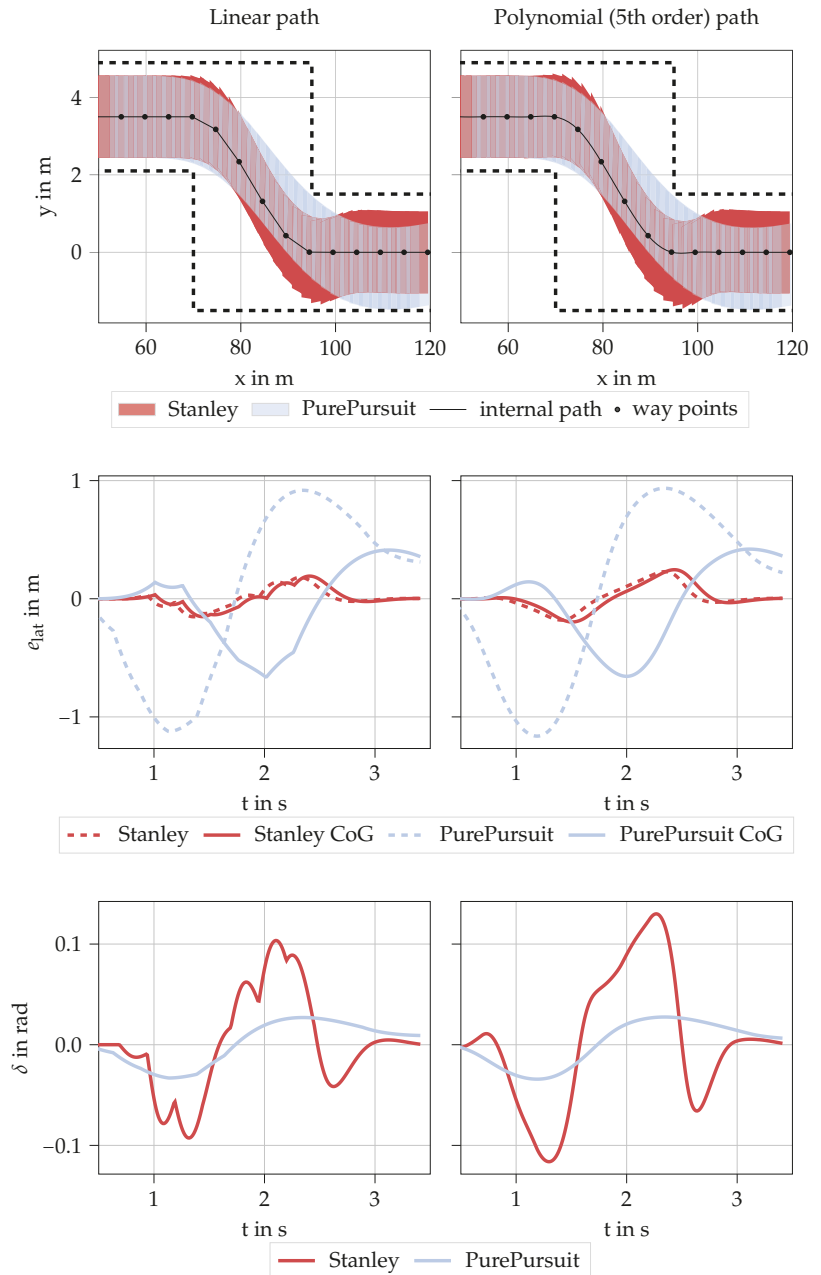 Linear path
Polynomial (5th order) path
y in m
4
2
0
60 80 100 120
60 80 100 120
x in m
x in m
Stanley PurePursuit internal path way points
e_lat in m
1
0
−1
1 2 3
1 2 3
t in s
t in s
Stanley Stanley CoG PurePursuit PurePursuit CoG
δ in rad
0.1
0.0
−0.1
1 2 3
1 2 3
t in s
t in s
Stanley PurePursuit